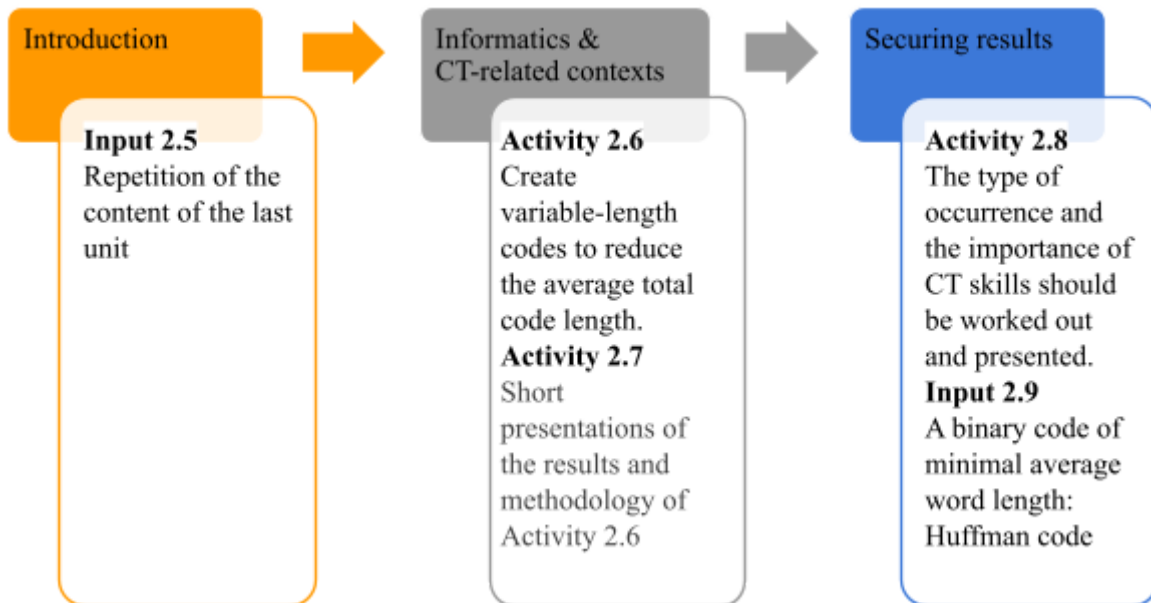 Introduction
Input 2.5
Repetition of the
content of the last
unit
Informatics &
CT-related contexts
Activity 2.6
Create
variable-length
codes to reduce
the average total
code length.
Activity 2.7
Short
presentations of
the results and
methodology of
Activity 2.6
Securing results
Activity 2.8
The type of
occurrence and
the importance of
CT skills should
be worked out
and presented.
Input 2.9
A binary code of
minimal average
word length:
Huffman code